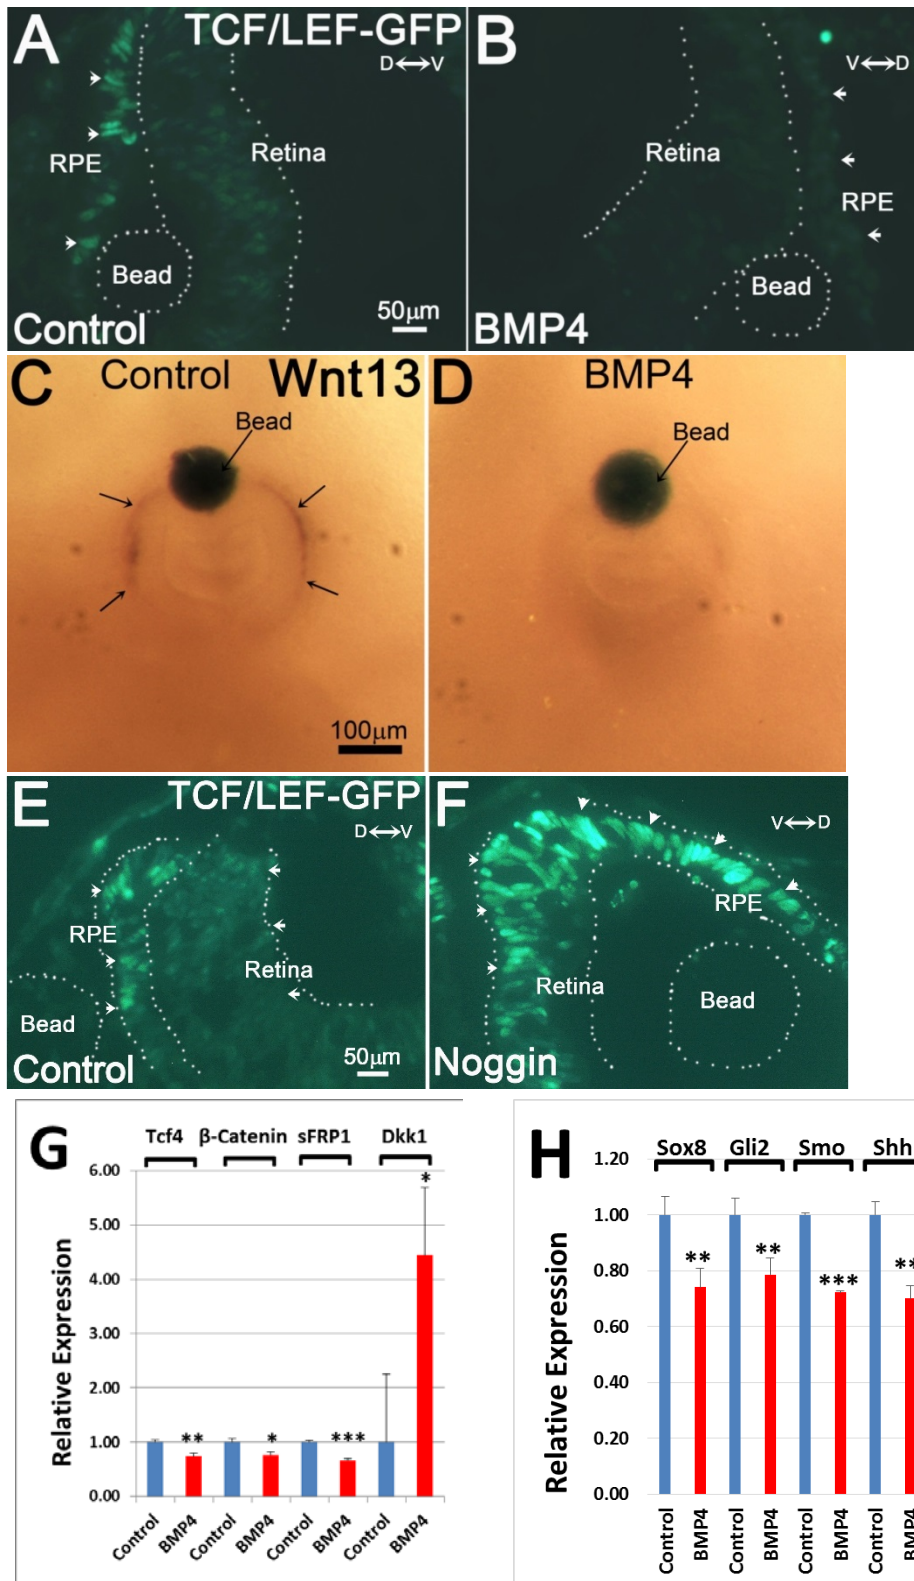 A TCF/LEF-GFP
D↔V
RPE
Retina
Bead
50μm
Control
B
V↔D
Retina
RPE
Bead
BMP4
C Control Wnt13
Bead
100μm
D BMP4
Bead
E TCF/LEF-GFP
D↔V
RPE
Retina
Bead
50μm
Control
F
V↔D
RPE
Retina
Bead
Noggin
G
Tcf4 β-Catenin sFRP1 Dkk1
6.00
5.00
4.00
3.00
2.00
1.00
0.00
Relative Expression
** * *** *
Control BMP4 Control BMP4 Control BMP4 Control BMP4
H
Sox8 Gli2 Smo Shh
1.20
1.00
0.80
0.60
0.40
0.20
0.00
Relative Expression
** ** *** **
Control BMP4 Control BMP4 Control BMP4 Control BMP4